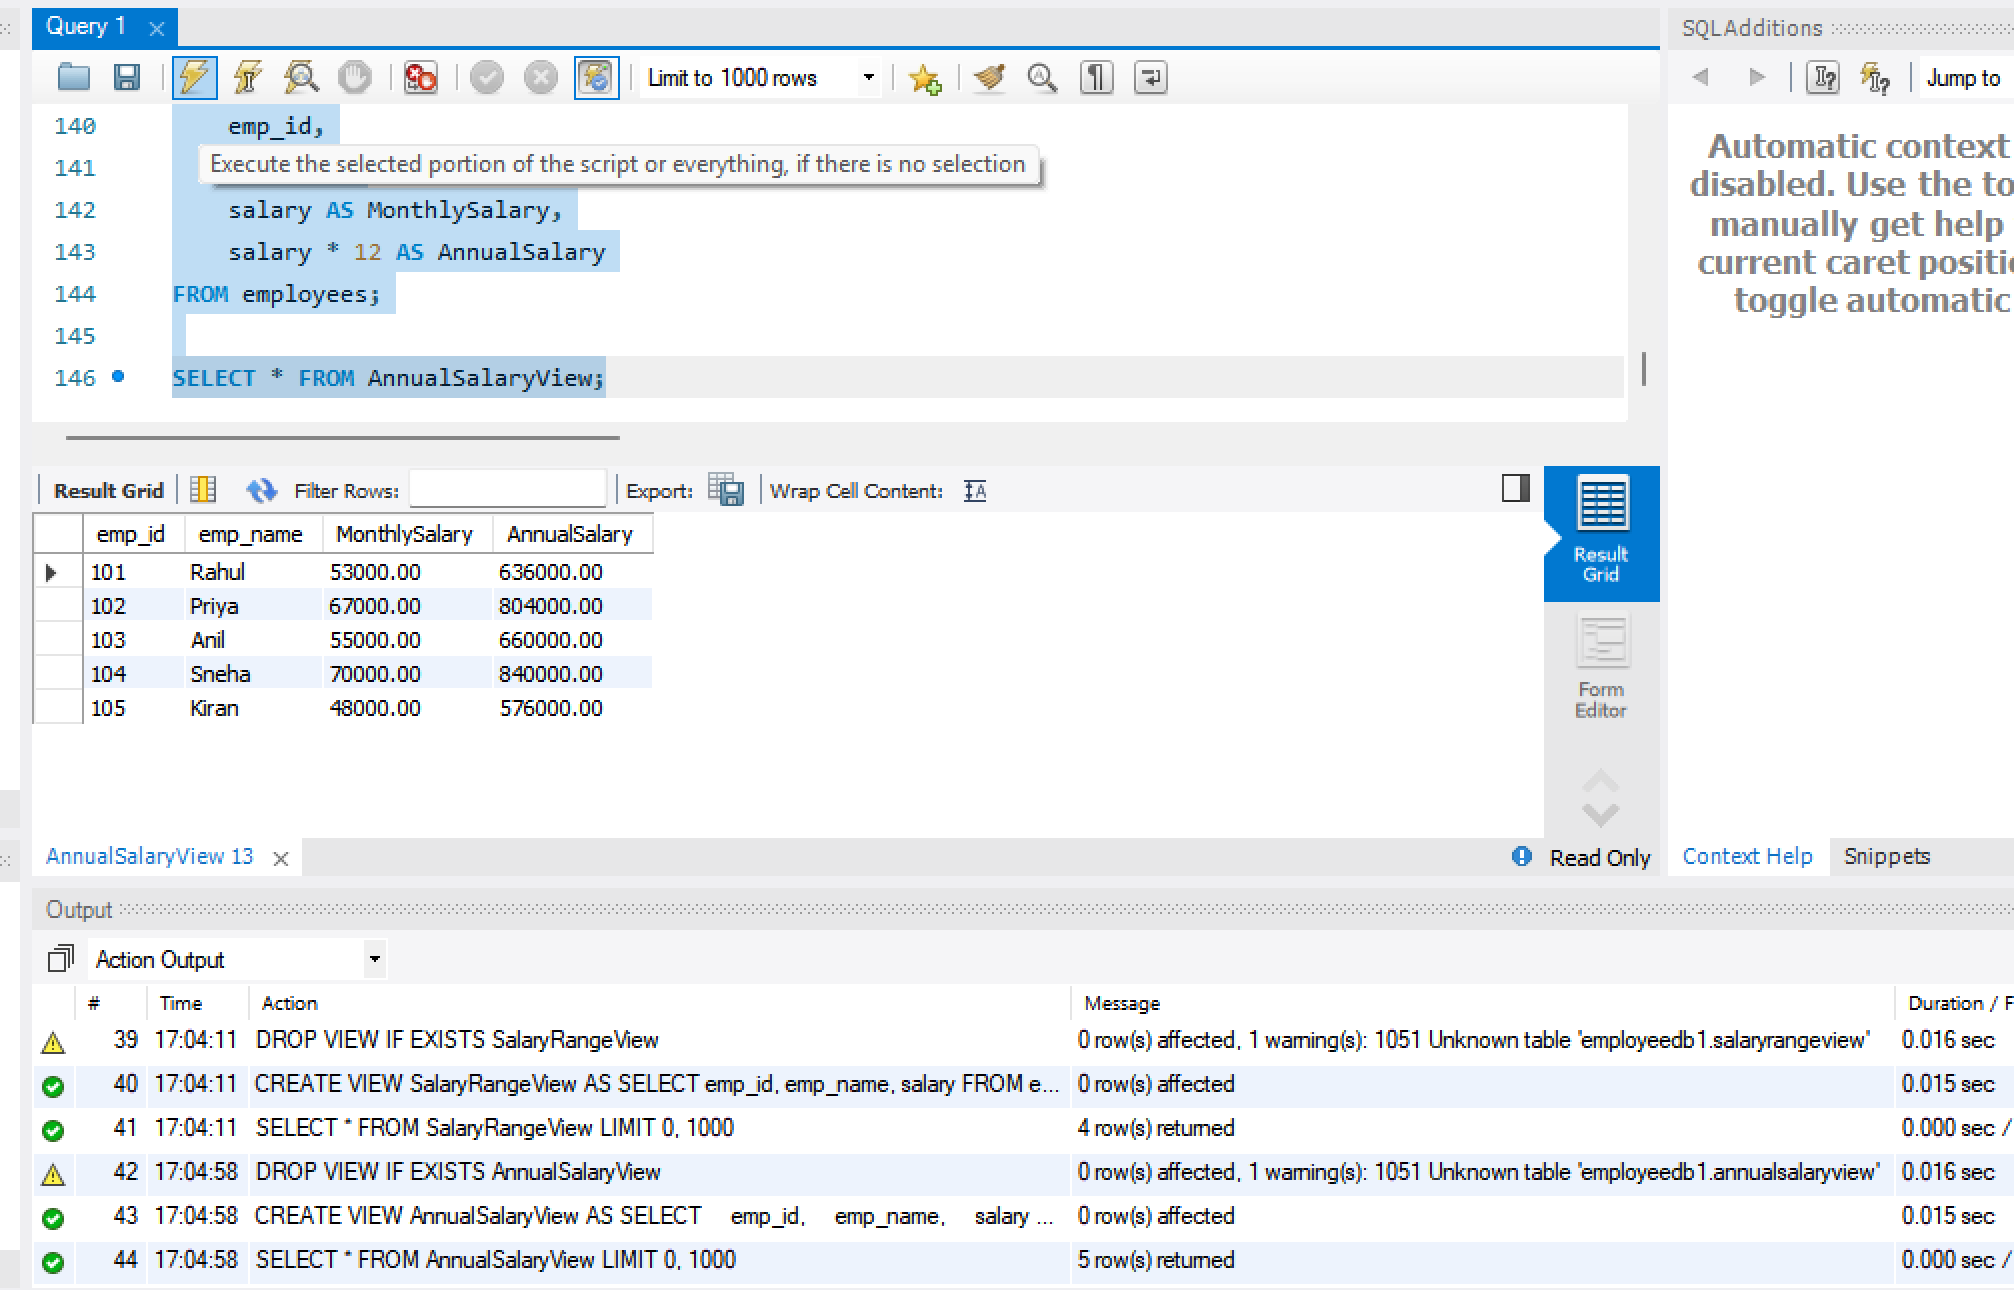 Query 1
SQLAdditions
Limit to 1000 rows
Jump to
140 emp_id,
141
Execute the selected portion of the script or everything, if there is no selection
142 salary AS MonthlySalary,
143 salary * 12 AS AnnualSalary
144 FROM employees;
145
146 SELECT * FROM AnnualSalaryView;
Automatic context
disabled. Use the to
manually get help
current caret positi
toggle automatic
Result Grid Filter Rows: Export: Wrap Cell Content:
emp_id emp_name MonthlySalary AnnualSalary
101 Rahul 53000.00 636000.00
102 Priya 67000.00 804000.00
103 Anil 55000.00 660000.00
104 Sneha 70000.00 840000.00
105 Kiran 48000.00 576000.00
Result
Grid
Form
Editor
AnnualSalaryView 13
Read Only
Context Help Snippets
Output
Action Output
# Time Action Message Duration / F
39 17:04:11 DROP VIEW IF EXISTS SalaryRangeView 0 row(s) affected, 1 warning(s): 1051 Unknown table 'employeedb1.salaryrangeview' 0.016 sec
40 17:04:11 CREATE VIEW SalaryRangeView AS SELECT emp_id, emp_name, salary FROM e... 0 row(s) affected 0.015 sec
41 17:04:11 SELECT * FROM SalaryRangeView LIMIT 0, 1000 4 row(s) returned 0.000 sec /
42 17:04:58 DROP VIEW IF EXISTS AnnualSalaryView 0 row(s) affected, 1 warning(s): 1051 Unknown table 'employeedb1.annualsalaryview' 0.016 sec
43 17:04:58 CREATE VIEW AnnualSalaryView AS SELECT emp_id, emp_name, salary ... 0 row(s) affected 0.015 sec
44 17:04:58 SELECT * FROM AnnualSalaryView LIMIT 0, 1000 5 row(s) returned 0.000 sec /